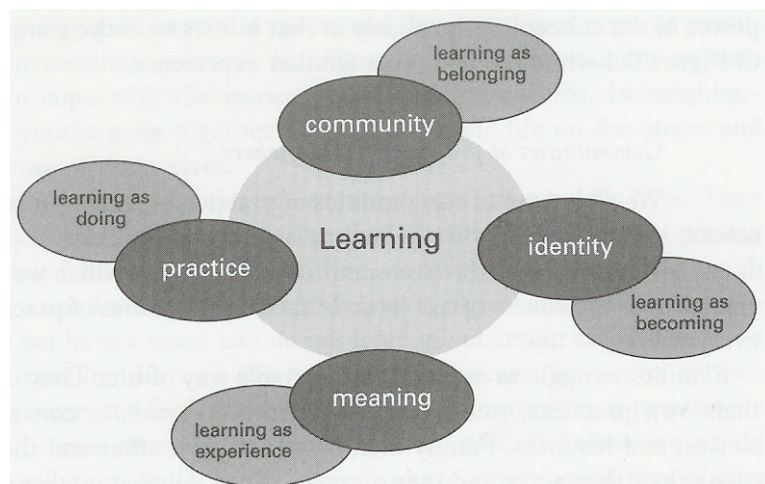 learning as
belonging
community
learning as
doing
practice
Learning
identity
learning as
becoming
meaning
learning as
experience